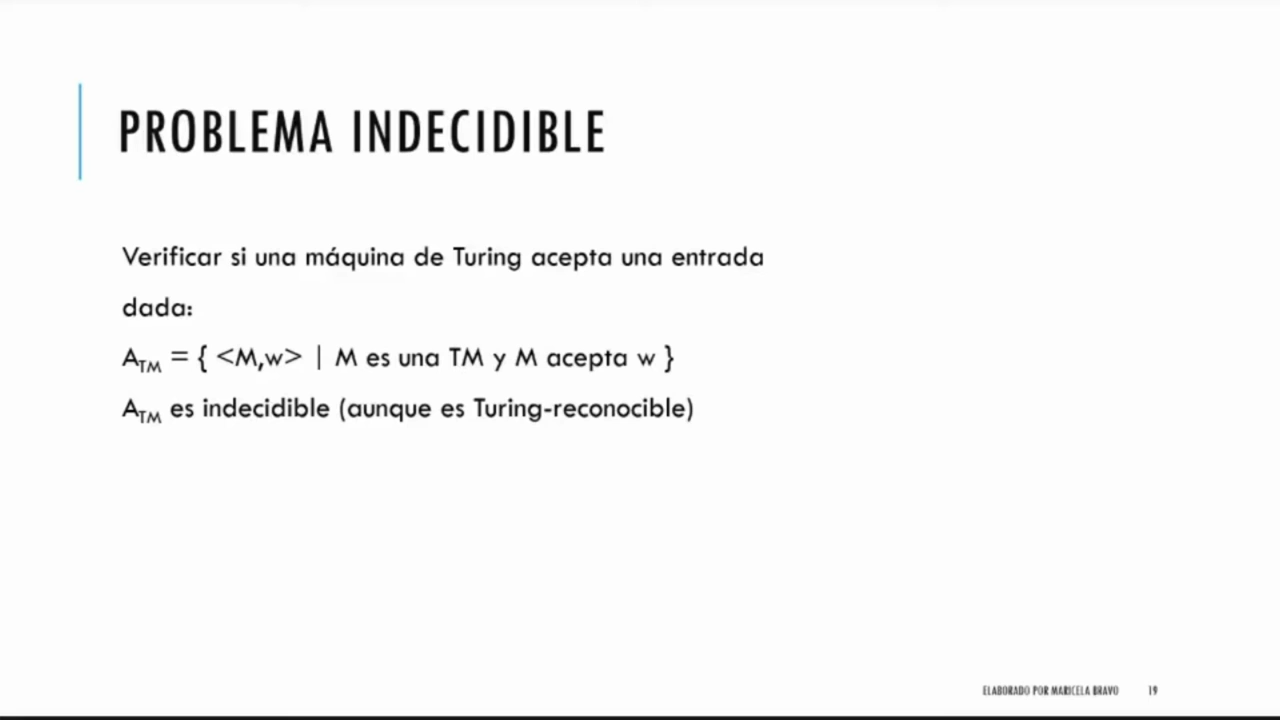 PROBLEMA INDECIDIBLE
Verificar si una máquina de Turing acepta una entrada
dada:
A_TM = { <M,w> | M es una TM y M acepta w }
A_TM es indecidible (aunque es Turing-reconocible)
ELABORADO POR MARICELA BRAVO 19